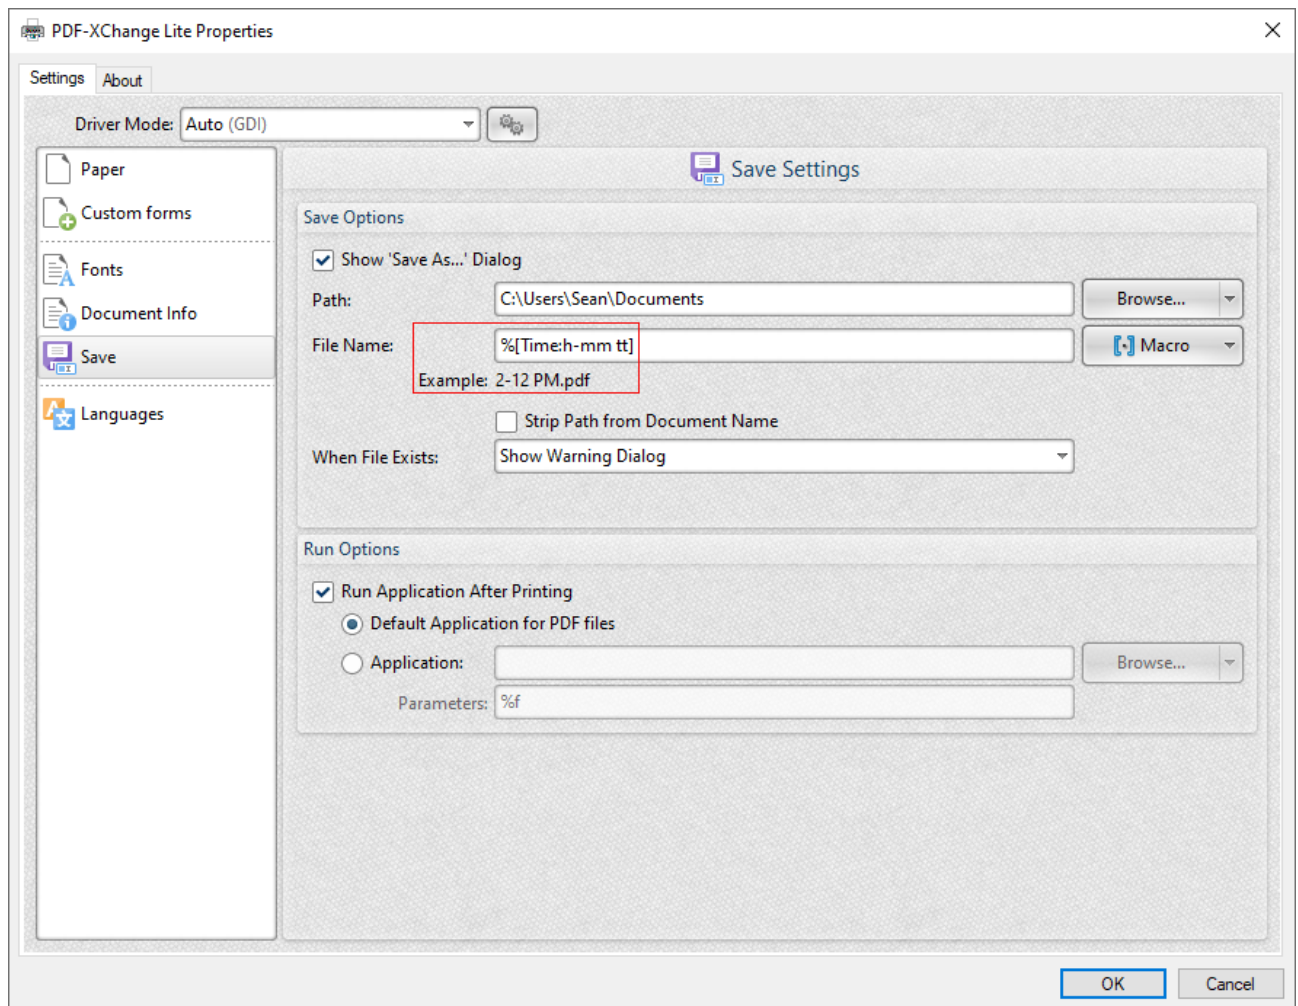 PDF-XChange Lite Properties
Settings About
Driver Mode: Auto (GDI)
Paper
Custom forms
Fonts
Document Info
Save
Languages
Save Settings
Save Options
Show 'Save As...' Dialog
Path: C:\Users\Sean\Documents Browse...
File Name: %[Time:h-mm tt] Macro
Example: 2-12 PM.pdf
Strip Path from Document Name
When File Exists: Show Warning Dialog
Run Options
Run Application After Printing
Default Application for PDF files
Application: Browse...
Parameters: %f
OK Cancel